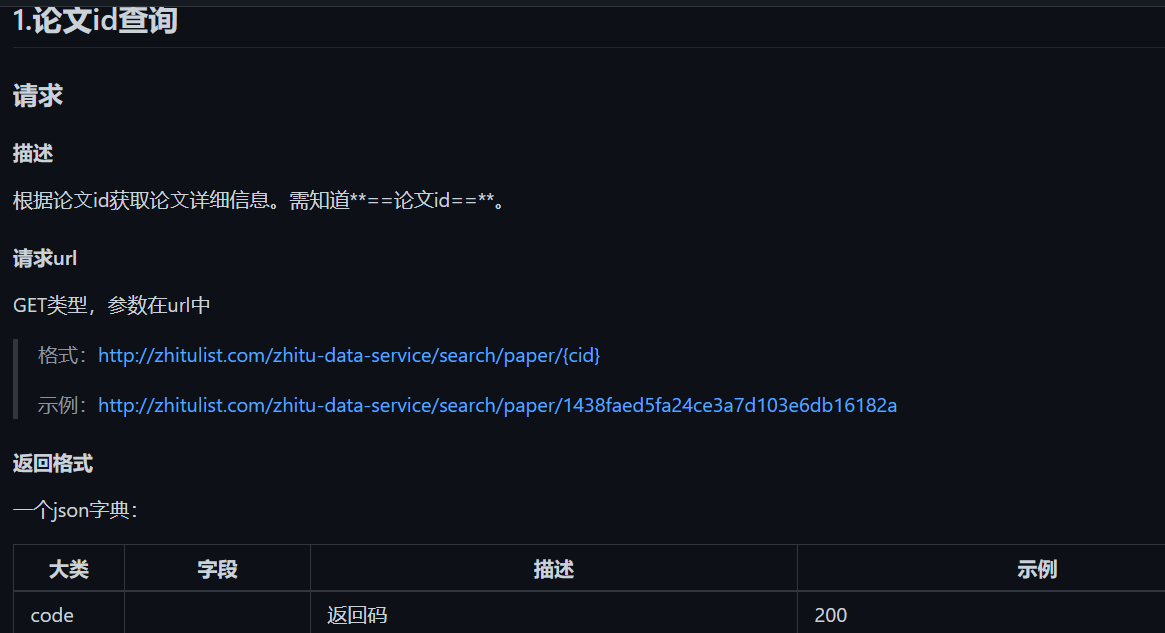 1.论文id查询
请求
描述
根据论文id获取论文详细信息。需知道**==论文id==**。
请求url
GET类型，参数在url中
格式：http://zhitulist.com/zhitu-data-service/search/paper/{cid}
示例：http://zhitulist.com/zhitu-data-service/search/paper/1438faed5fa24ce3a7d103e6db16182a
返回格式
一个json字典：
大类 字段 描述 示例
code 返回码 200